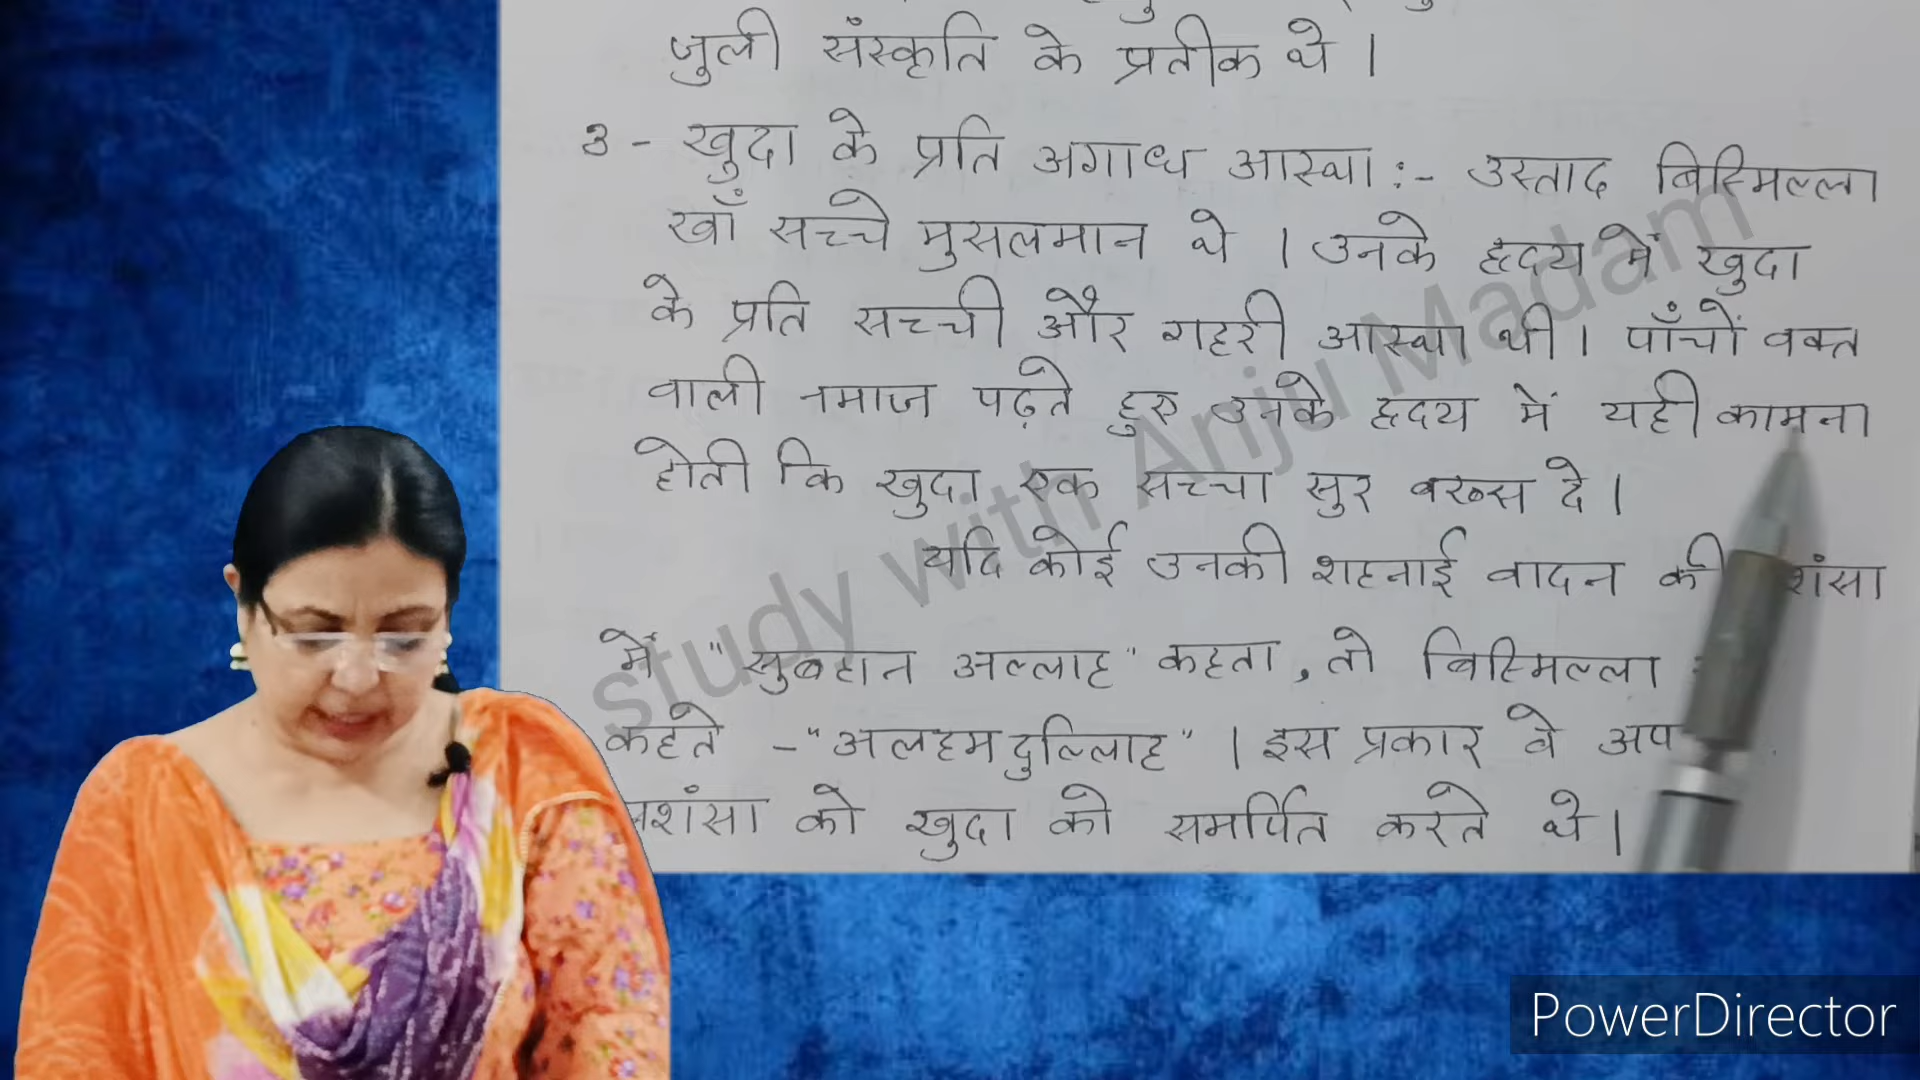 जुली संस्कृति के प्रतीक थे ।
3 - खुदा के प्रति अगाध आस्था :- उस्ताद बिस्मिल्ला
खाँ सच्चे मुसलमान थे । उनके हृदय में खुदा
के प्रति सच्ची और गहरी आस्था थी। पाँचों वक्त
वाली नमाज पढ़ते हुए उनके हृदय में यही कामना
होती कि खुदा एक सच्चा सुर बख्स दे ।
यदि कोई उनकी शहनाई वादन की
में "सुबहान अल्लाह" कहता , तो बिस्मिल्ला
कहते - "अलहमदुल्लिाह" । इस प्रकार वे
को खुदा को समर्पित करते थे ।
study with Anju Madam
PowerDirector